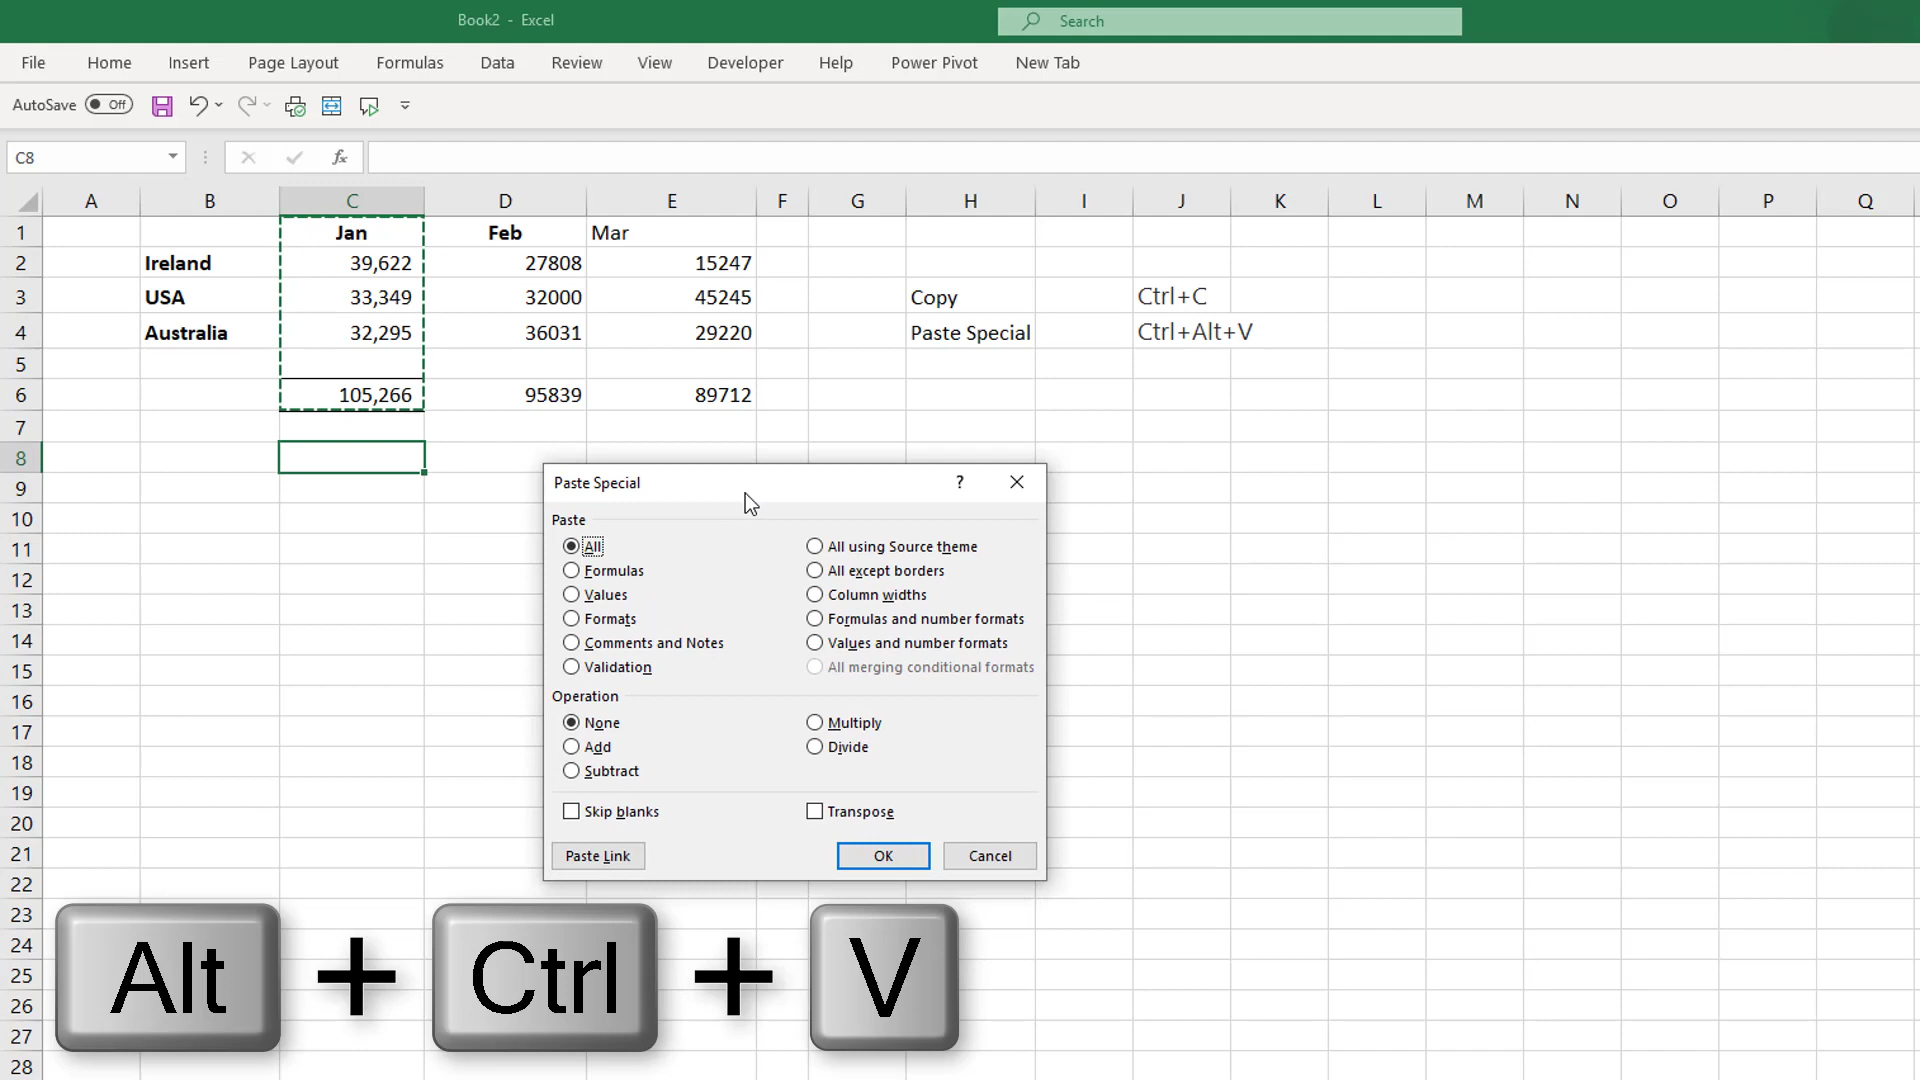 Book2 - Excel
Search
File Home Insert Page Layout Formulas Data Review View Developer Help Power Pivot New Tab
AutoSave Off
C8 fx
A B C D E F G H I J K L M N O P Q
1 Jan Feb Mar
2 Ireland 39,622 27808 15247
3 USA 33,349 32000 45245 Copy Ctrl+C
4 Australia 32,295 36031 29220 Paste Special Ctrl+Alt+V
5
6 105,266 95839 89712
7
8
9
10
11
12
13
14
15
16
17
18
19
20
21
22
23
24
25
26
27
28
Paste Special ?
Paste
All All using Source theme
Formulas All except borders
Values Column widths
Formats Formulas and number formats
Comments and Notes Values and number formats
Validation All merging conditional formats
Operation
None Multiply
Add Divide
Subtract
Skip blanks Transpose
Paste Link OK Cancel
Alt + Ctrl + V